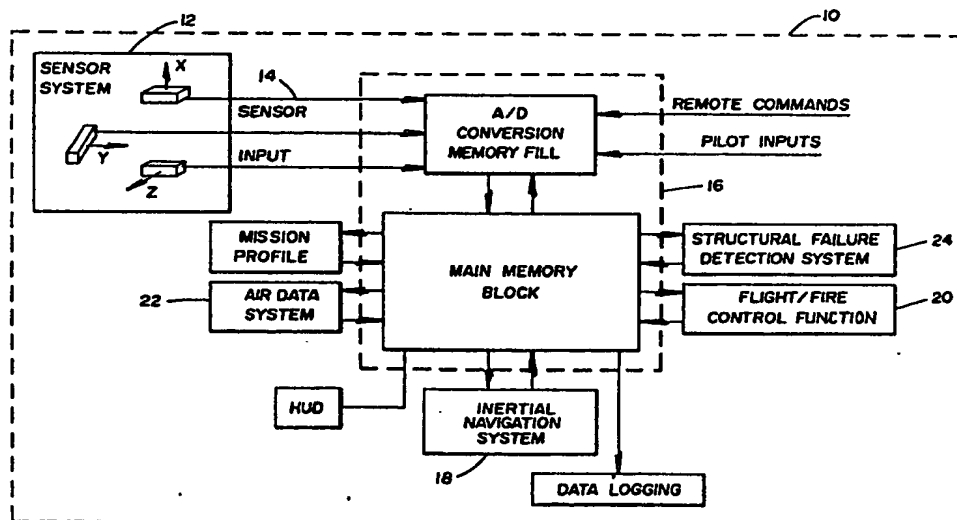 12
10
SENSOR
SYSTEM
X
Y
Z
14
SENSOR
INPUT
A/D
CONVERSION
MEMORY FILL
REMOTE COMMANDS
PILOT INPUTS
16
MISSION
PROFILE
22
AIR DATA
SYSTEM
MAIN MEMORY
BLOCK
STRUCTURAL FAILURE
DETECTION SYSTEM
24
FLIGHT/FIRE
CONTROL FUNCTION
20
HUD
INERTIAL
NAVIGATION
SYSTEM
18
DATA LOGGING